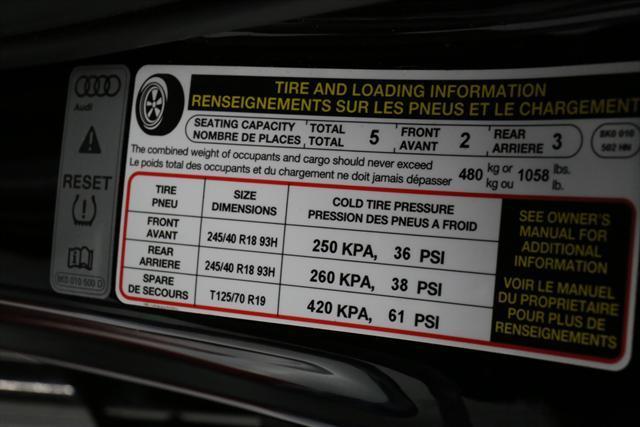 Audi
RESET
8K0 010 500 D
TIRE AND LOADING INFORMATION
RENSEIGNEMENTS SUR LES PNEUS ET LE CHARGEMENT
SEATING CAPACITY
NOMBRE DE PLACES
TOTAL
TOTAL
5
FRONT
AVANT
2
REAR
ARRIERE
3
8K0 010
502 HN
The combined weight of occupants and cargo should never exceed
Le poids total des occupants et du chargement ne doit jamais dépasser
480
kg or
kg ou
1058
lbs.
lb.
TIRE
PNEU
SIZE
DIMENSIONS
COLD TIRE PRESSURE
PRESSION DES PNEUS A FROID
FRONT
AVANT
245/40 R18 93H
250 KPA, 36 PSI
REAR
ARRIERE
245/40 R18 93H
260 KPA, 38 PSI
SPARE
DE SECOURS
T125/70 R19
420 KPA, 61 PSI
SEE OWNER'S
MANUAL FOR
ADDITIONAL
INFORMATION
VOIR LE MANUEL
DU PROPRIETAIRE
POUR PLUS DE
RENSEIGNEMENTS